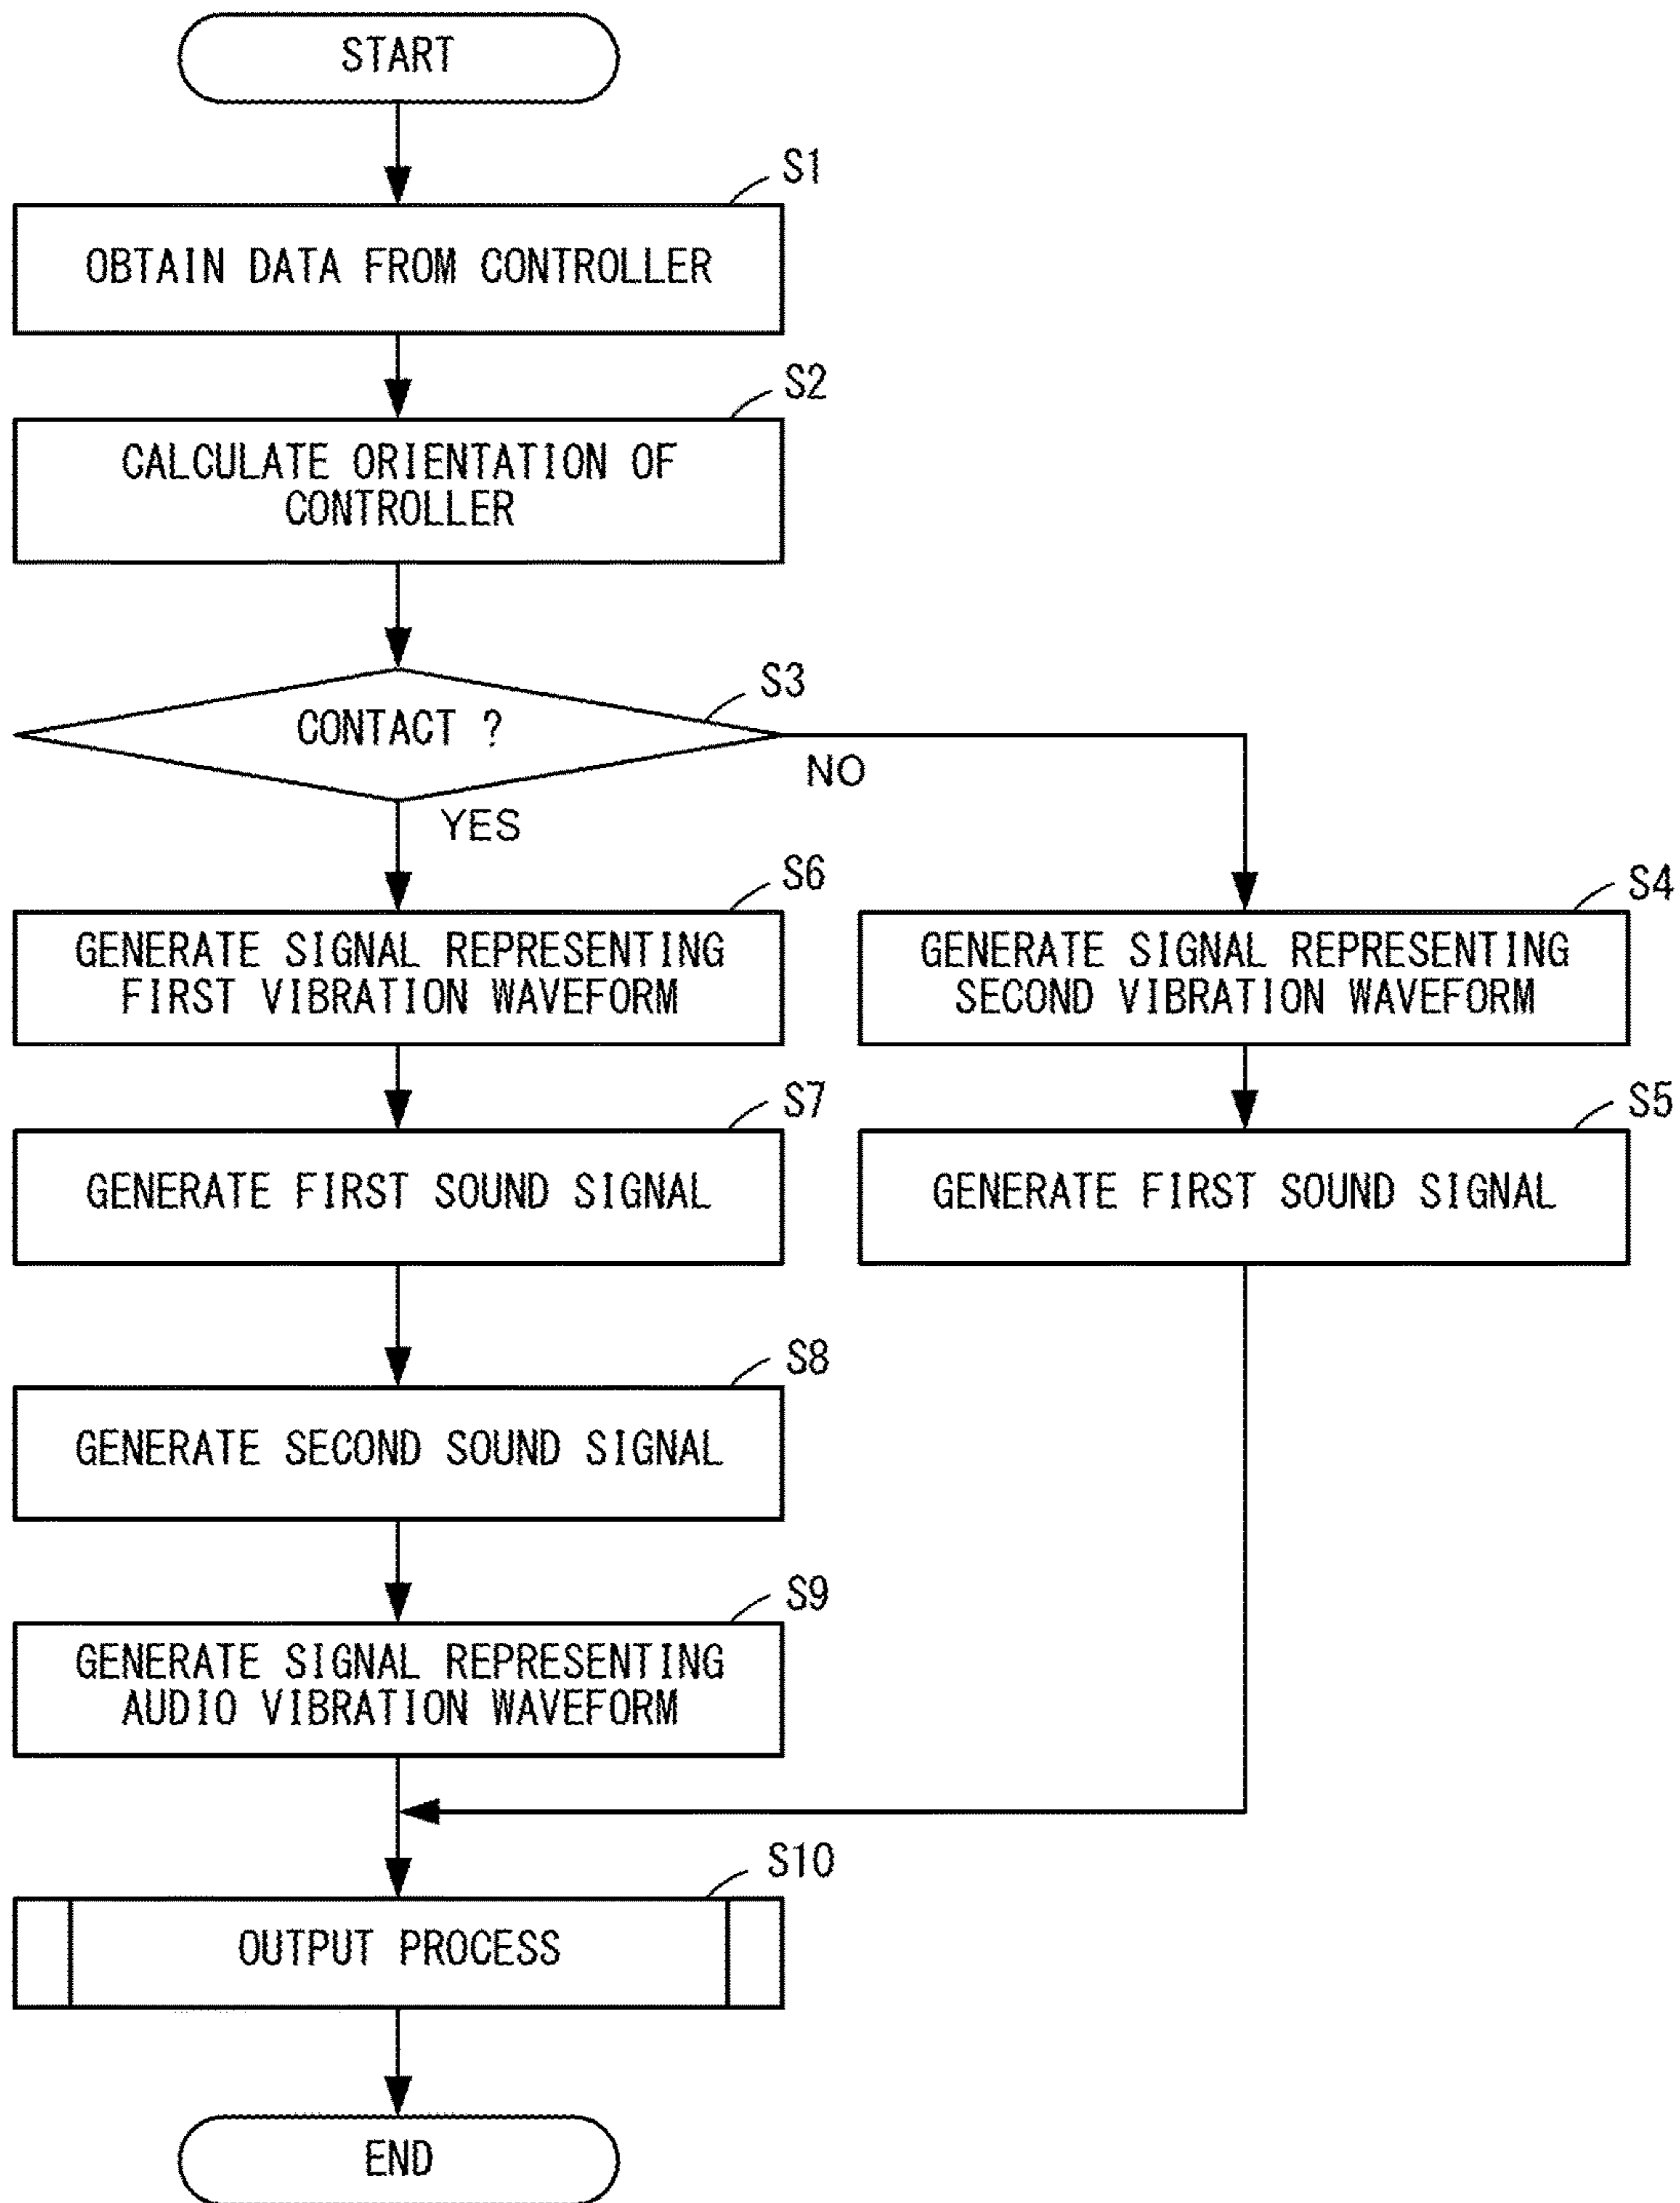 START
S1
OBTAIN DATA FROM CONTROLLER
S2
CALCULATE ORIENTATION OF
CONTROLLER
S3
CONTACT ?
NO
YES
S6
GENERATE SIGNAL REPRESENTING
FIRST VIBRATION WAVEFORM
S4
GENERATE SIGNAL REPRESENTING
SECOND VIBRATION WAVEFORM
S7
GENERATE FIRST SOUND SIGNAL
S5
GENERATE FIRST SOUND SIGNAL
S8
GENERATE SECOND SOUND SIGNAL
S9
GENERATE SIGNAL REPRESENTING
AUDIO VIBRATION WAVEFORM
S10
OUTPUT PROCESS
END